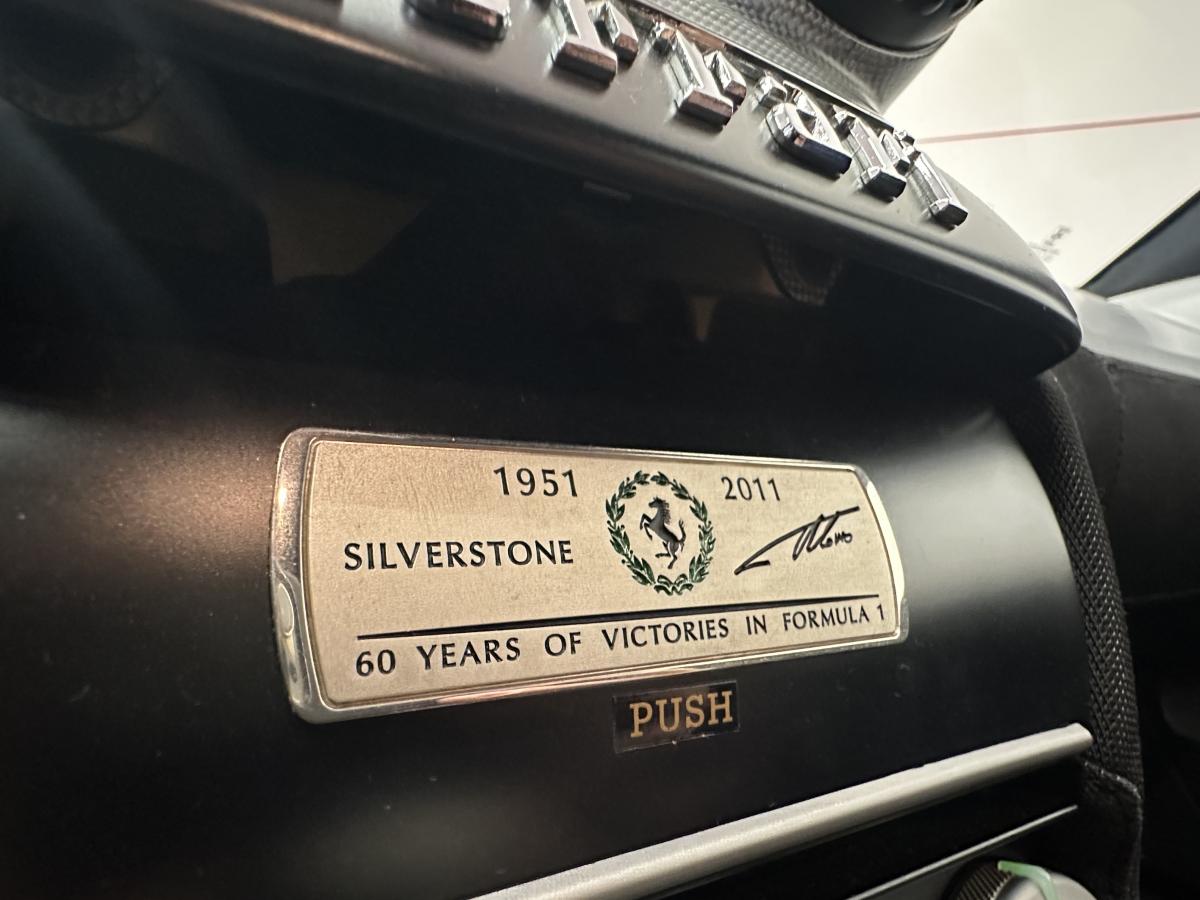 1951 2011
SILVERSTONE
60 YEARS OF VICTORIES IN FORMULA 1
PUSH